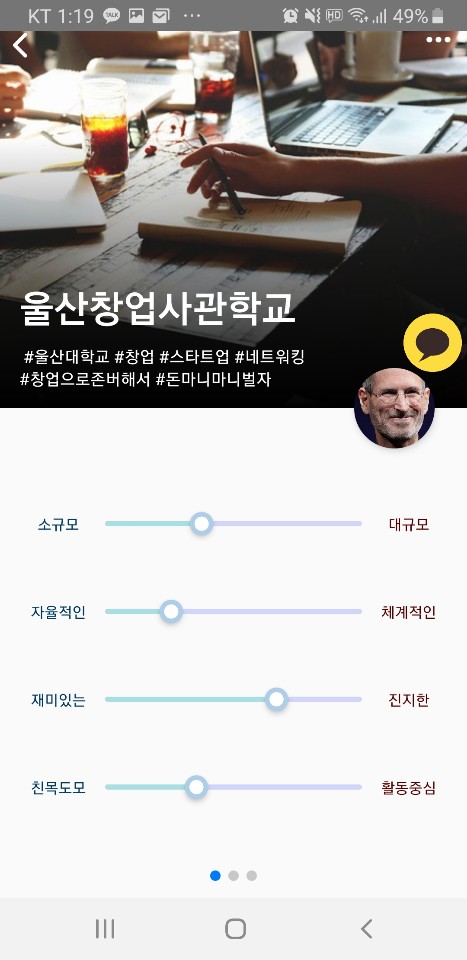 KT 1:19 TALK ··· HD 49%
울산창업사관학교
#울산대학교 #창업 #스타트업 #네트워킹
#창업으로존버해서 #돈마니마니벌자
소규모 대규모
자율적인 체계적인
재미있는 진지한
친목도모 활동중심